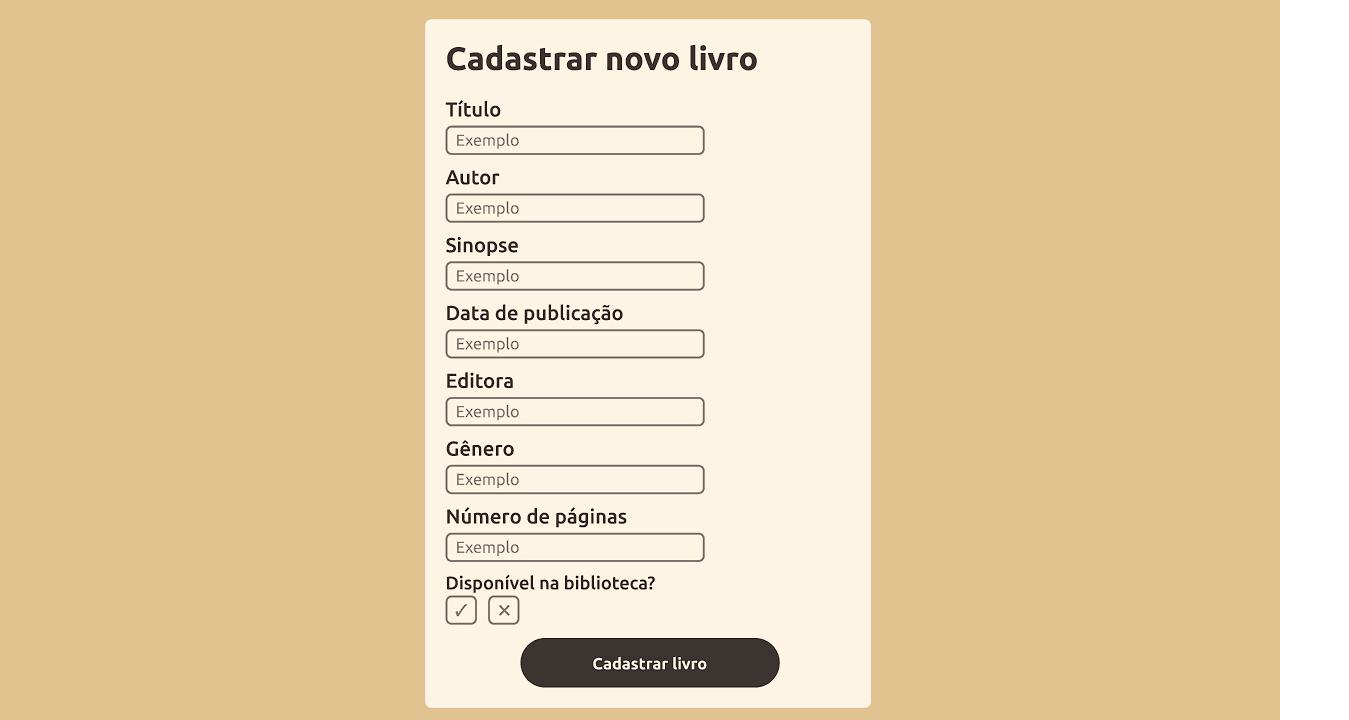 Cadastrar novo livro
Título
Exemplo
Autor
Exemplo
Sinopse
Exemplo
Data de publicação
Exemplo
Editora
Exemplo
Gênero
Exemplo
Número de páginas
Exemplo
Disponível na biblioteca?
✓ ✕
Cadastrar livro